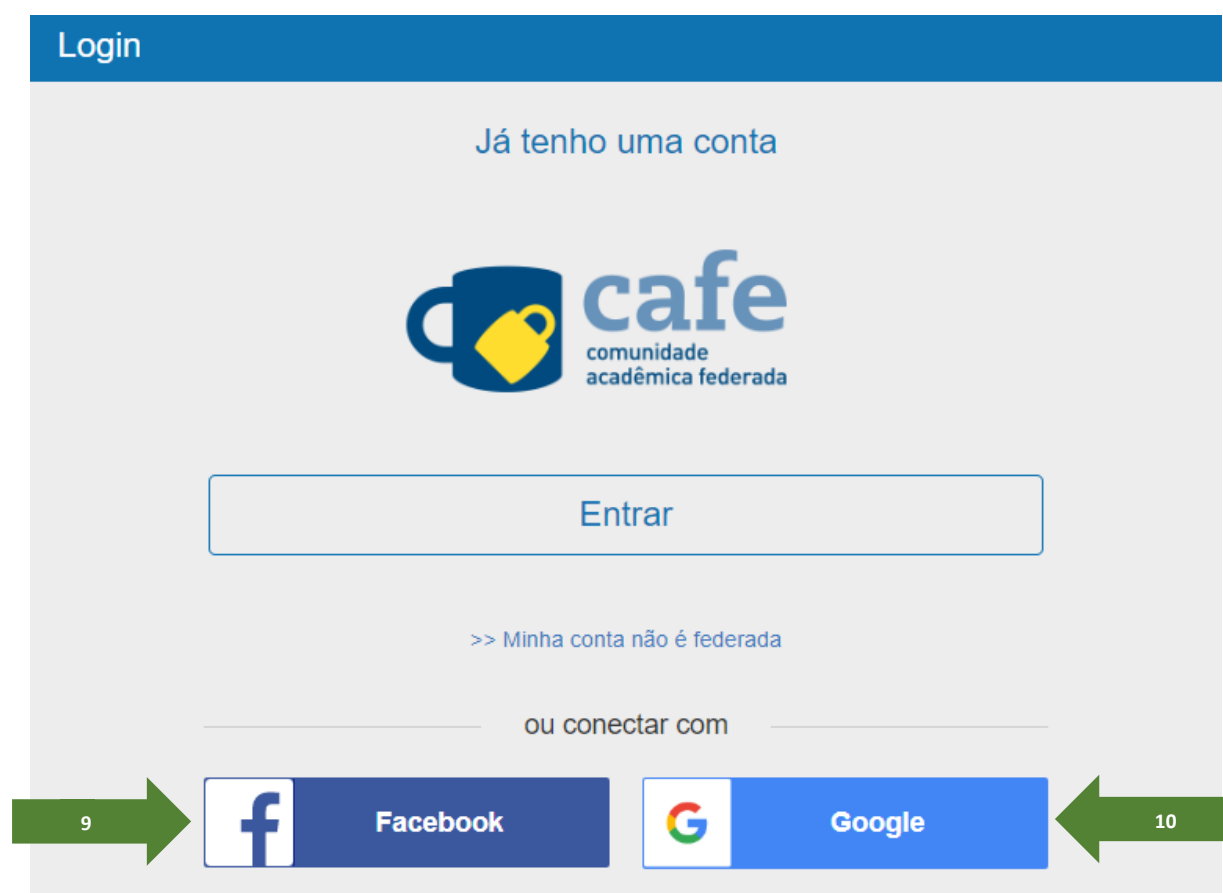 Login
Já tenho uma conta
cafe
comunidade
acadêmica federada
Entrar
>> Minha conta não é federada
ou conectar com
9
Facebook
Google
10